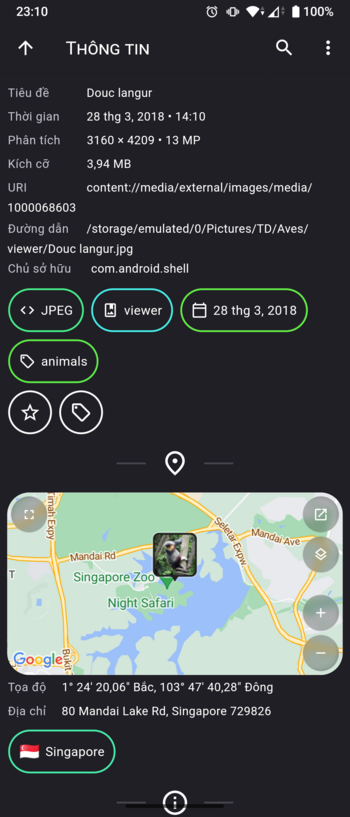 23:10
100%
THÔNG TIN
Tiêu đề Douc langur
Thời gian 28 thg 3, 2018 • 14:10
Phân tích 3160 × 4209 • 13 MP
Kích cỡ 3,94 MB
URI content://media/external/images/media/
1000068603
Đường dẫn /storage/emulated/0/Pictures/TD/Aves/
viewer/Douc langur.jpg
Chủ sở hữu com.android.shell
JPEG
viewer
28 thg 3, 2018
animals
Timah Expy
Seletar Expw.
Mandai Rd
Mandai Ave
T
Singapore Zoo
Night Safari
Bukit
Google
Tọa độ 1° 24′ 20,06″ Bắc, 103° 47′ 40,28″ Đông
Địa chỉ 80 Mandai Lake Rd, Singapore 729826
Singapore